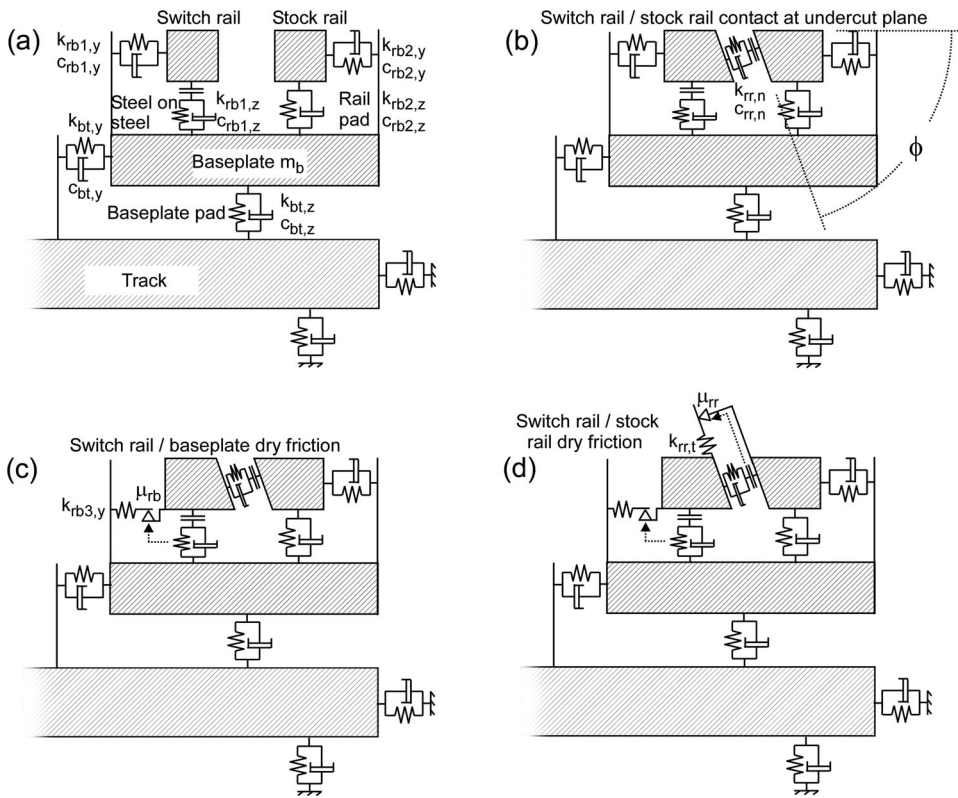 (a)
Switch rail
Stock rail
k_rb1,y
c_rb1,y
k_rb2,y
c_rb2,y
Steel on
steel
k_rb1,z
c_rb1,z
Rail
pad
k_rb2,z
c_rb2,z
k_bt,y
c_bt,y
Baseplate m_b
Baseplate pad
k_bt,z
c_bt,z
Track
(b)
Switch rail / stock rail contact at undercut plane
k_rr,n
c_rr,n
ϕ
(c)
Switch rail / baseplate dry friction
k_rb3,y
μ_rb
(d)
Switch rail / stock
rail dry friction
μ_rr
k_rr,t